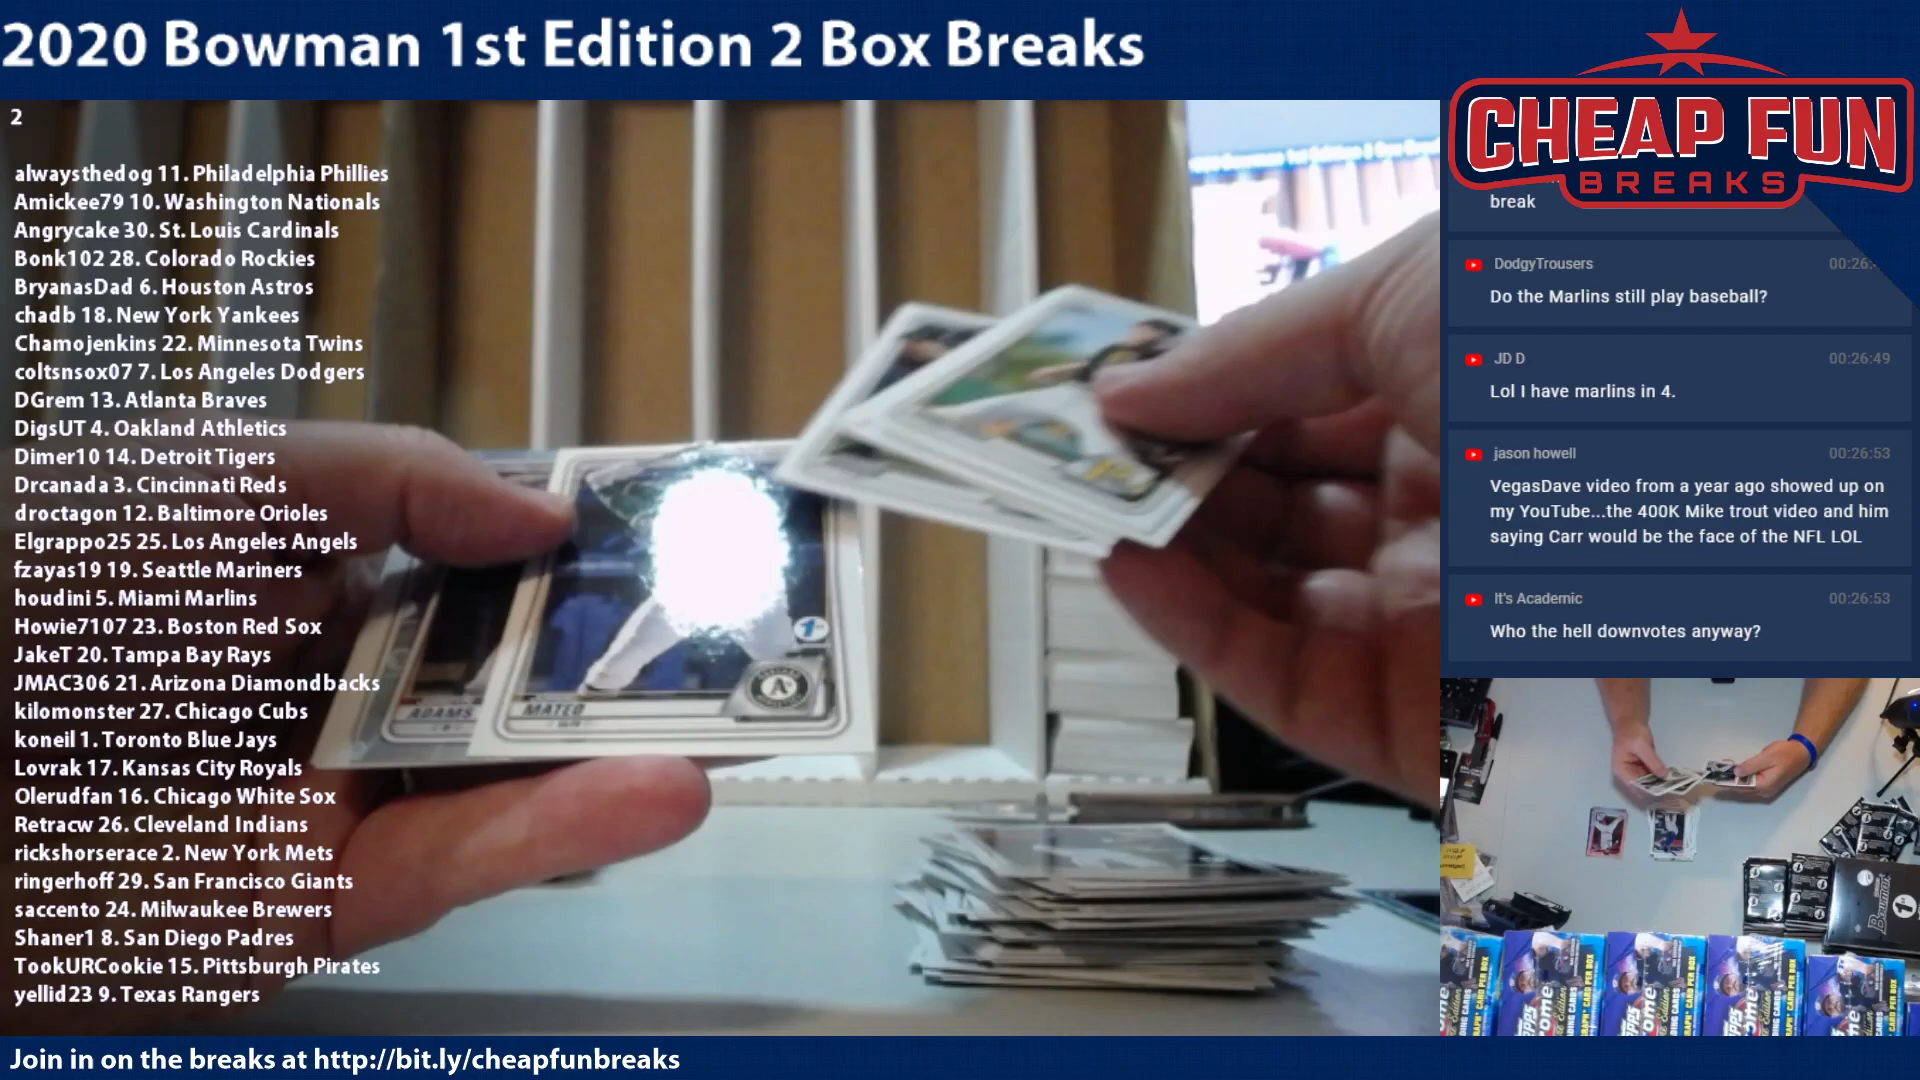 2020 Bowman 1st Edition 2 Box Breaks
CHEAP FUN
BREAKS
2
alwaysthedog 11. Philadelphia Phillies
Amickee79 10. Washington Nationals
Angrycake 30. St. Louis Cardinals
Bonk102 28. Colorado Rockies
BryanasDad 6. Houston Astros
chadb 18. New York Yankees
Chamojenkins 22. Minnesota Twins
coltsnsox07 7. Los Angeles Dodgers
DGrem 13. Atlanta Braves
DigsUT 4. Oakland Athletics
Dimer10 14. Detroit Tigers
Drcanada 3. Cincinnati Reds
droctagon 12. Baltimore Orioles
Elgrappo25 25. Los Angeles Angels
fzayas19 19. Seattle Mariners
houdini 5. Miami Marlins
Howie7107 23. Boston Red Sox
JakeT 20. Tampa Bay Rays
JMAC306 21. Arizona Diamondbacks
kilomonster 27. Chicago Cubs
koneil 1. Toronto Blue Jays
Lovrak 17. Kansas City Royals
Olerudfan 16. Chicago White Sox
Retracw 26. Cleveland Indians
rickshorserace 2. New York Mets
ringerhoff 29. San Francisco Giants
saccento 24. Milwaukee Brewers
Shaner1 8. San Diego Padres
TookURCookie 15. Pittsburgh Pirates
yellid23 9. Texas Rangers
ADAMS
MATEO
1st
A's
break
DodgyTrousers 00:26:
Do the Marlins still play baseball?
JD D 00:26:49
Lol I have marlins in 4.
jason howell 00:26:53
VegasDave video from a year ago showed up on
my YouTube...the 400K Mike trout video and him
saying Carr would be the face of the NFL LOL
It's Academic 00:26:53
Who the hell downvotes anyway?
Bowman
Join in on the breaks at http://bit.ly/cheapfunbreaks